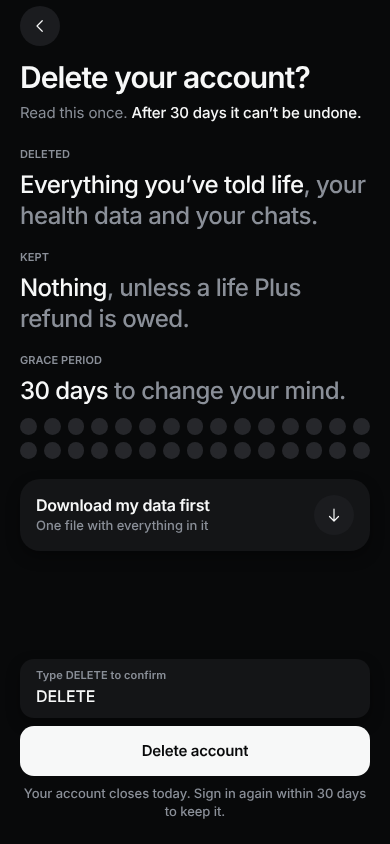 Delete your account?
Read this once. After 30 days it can’t be undone.
DELETED
Everything you’ve told life, your
health data and your chats.
KEPT
Nothing, unless a life Plus
refund is owed.
GRACE PERIOD
30 days to change your mind.
Download my data first
One file with everything in it
Type DELETE to confirm
DELETE
Delete account
Your account closes today. Sign in again within 30 days
to keep it.